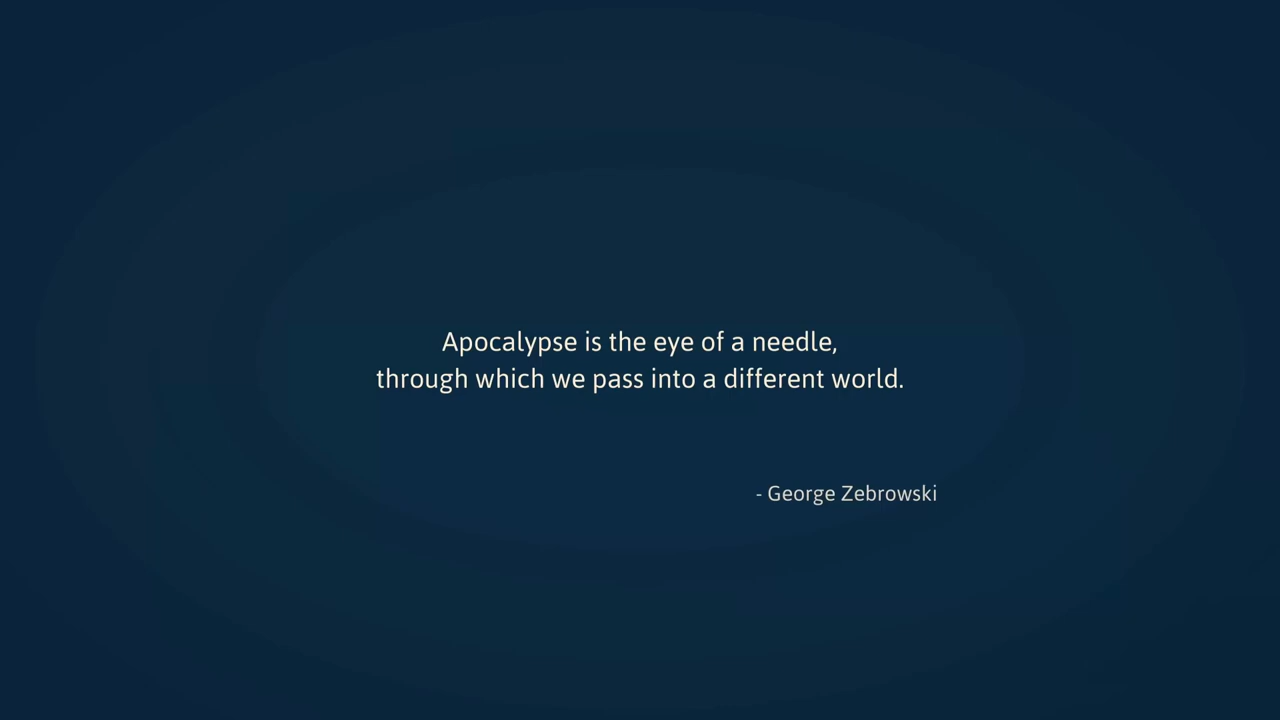 Apocalypse is the eye of a needle,
through which we pass into a different world.
- George Zebrowski